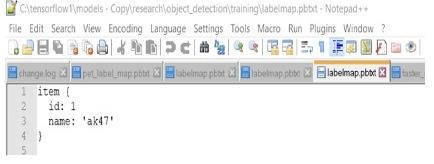 C:\tensorflow1\models - Copy\research\object_detection\training\labelmap.pbtxt - Notepad++
File Edit Search View Encoding Language Settings Tools Macro Run Plugins Window ?
change.log pet_label_map.pbtxt labelmap.pbtxt labelmap.pbtxt labelmap.pbtxt faster_
1 item {
2 id: 1
3 name: 'ak47'
4 }
5